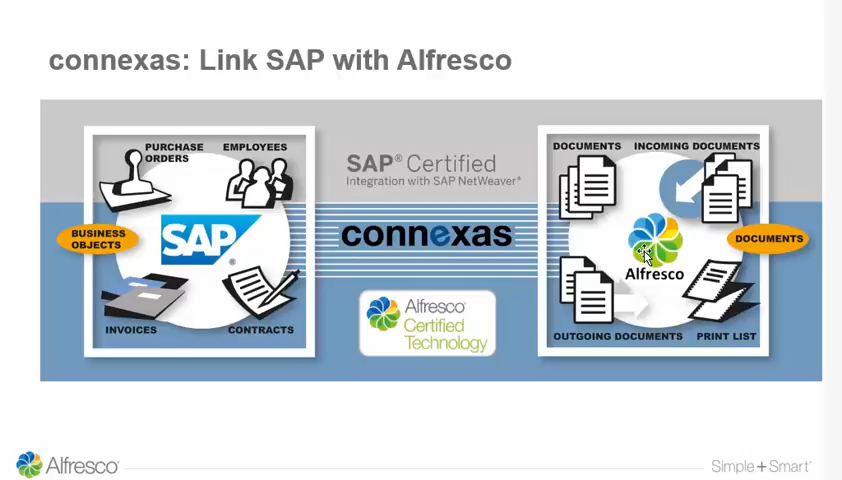 connexas: Link SAP with Alfresco
PURCHASE
ORDERS
EMPLOYEES
BUSINESS
OBJECTS
SAP
®
INVOICES
CONTRACTS
SAP® Certified
Integration with SAP NetWeaver®
connexas
Alfresco
Certified
Technology
DOCUMENTS
INCOMING DOCUMENTS
DOCUMENTS
Alfresco
OUTGOING DOCUMENTS
PRINT LIST
Alfresco
Simple+Smart